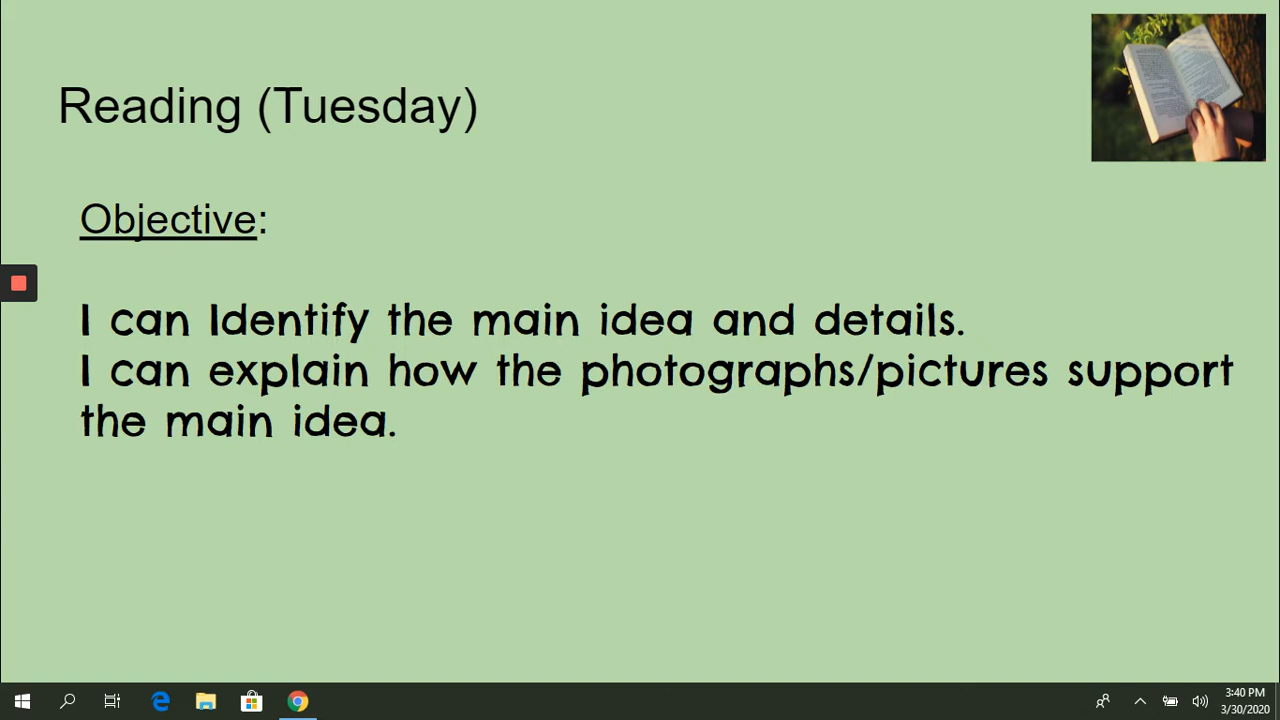 Reading (Tuesday)
Objective:
I can Identify the main idea and details.
I can explain how the photographs/pictures support
the main idea.
3:40 PM
3/30/2020